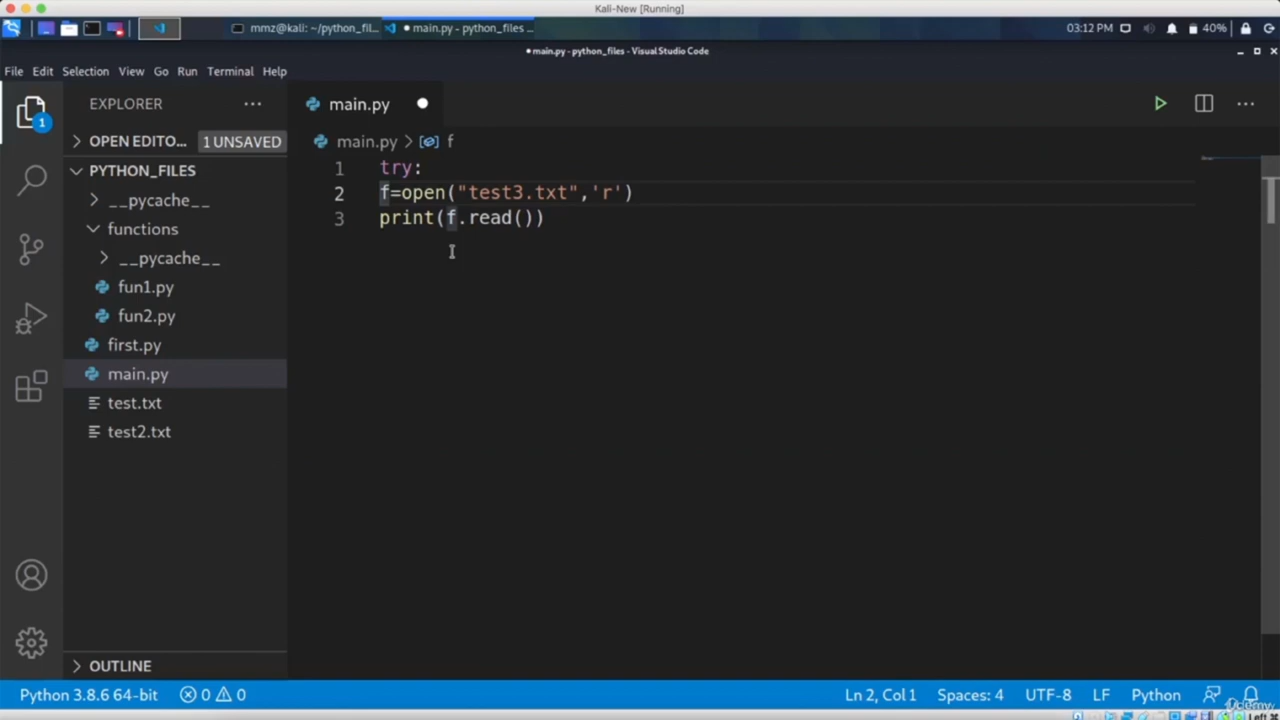 Kali-New [Running]
mmz@kali: ~/python_fil...
main.py - python_files ...
03:12 PM
40%
main.py - python_files - Visual Studio Code
File Edit Selection View Go Run Terminal Help
EXPLORER
main.py
OPEN EDITO... 1 UNSAVED
main.py > f
PYTHON_FILES
__pycache__
functions
__pycache__
fun1.py
fun2.py
first.py
main.py
test.txt
test2.txt
OUTLINE
1 try:
2 f=open("test3.txt",'r')
3 print(f.read())
1
Python 3.8.6 64-bit 0 0
Ln 2, Col 1 Spaces: 4 UTF-8 LF Python
Udemy
Left ⌘